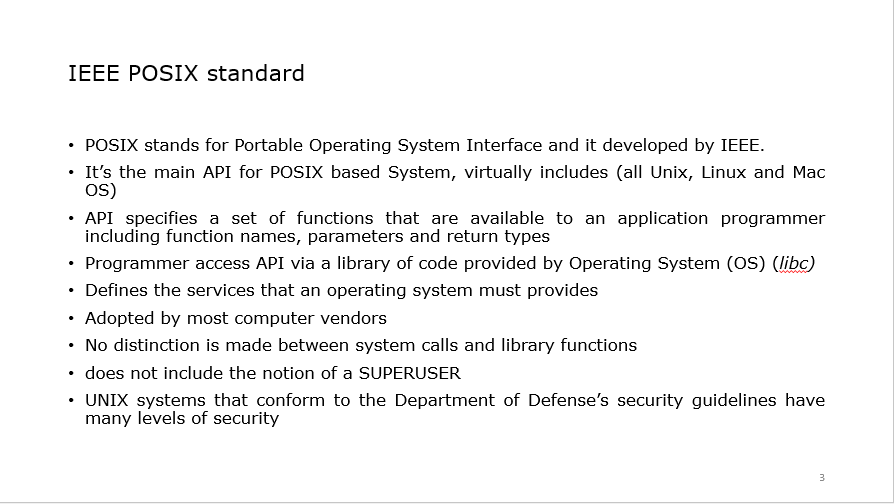 IEEE POSIX standard
• POSIX stands for Portable Operating System Interface and it developed by IEEE.
• It’s the main API for POSIX based System, virtually includes (all Unix, Linux and Mac
OS)
• API specifies a set of functions that are available to an application programmer
including function names, parameters and return types
• Programmer access API via a library of code provided by Operating System (OS) (libc)
• Defines the services that an operating system must provides
• Adopted by most computer vendors
• No distinction is made between system calls and library functions
• does not include the notion of a SUPERUSER
• UNIX systems that conform to the Department of Defense’s security guidelines have
many levels of security
3